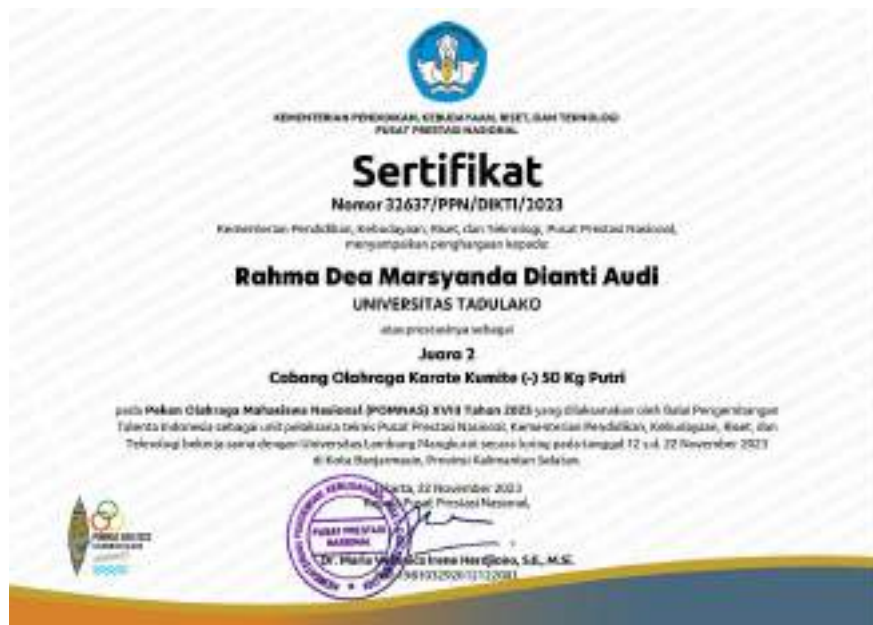 KEMENTERIAN PENDIDIKAN, KEBUDAYAAN, RISET, DAN TEKNOLOGI
PUSAT PRESTASI NASIONAL
Sertifikat
Nomor 32637/PPN/DIKTI/2023
Kementerian Pendidikan, Kebudayaan, Riset, dan Teknologi, Pusat Prestasi Nasional,
menyampaikan penghargaan kepada:
Rahma Dea Marsyanda Dianti Audi
UNIVERSITAS TADULAKO
atas prestasinya sebagai
Juara 2
Cabang Olahraga Karate Kumite (-) 50 Kg Putri
pada Pekan Olahraga Mahasiswa Nasional (POMNAS) XVIII Tahun 2023 yang dilaksanakan oleh Balai Pengembangan
Talenta Indonesia sebagai unit pelaksana teknis Pusat Prestasi Nasional, Kementerian Pendidikan, Kebudayaan, Riset, dan
Teknologi bekerja sama dengan Universitas Lambung Mangkurat secara luring pada tanggal 12 s.d. 22 November 2023
di Kota Banjarmasin, Provinsi Kalimantan Selatan.
Jakarta, 22 November 2023
Pusat Prestasi Nasional,
PUSAT PRESTASI
NASIONAL
Dr. Maria Irene Herdjiono, S.E., M.Si.